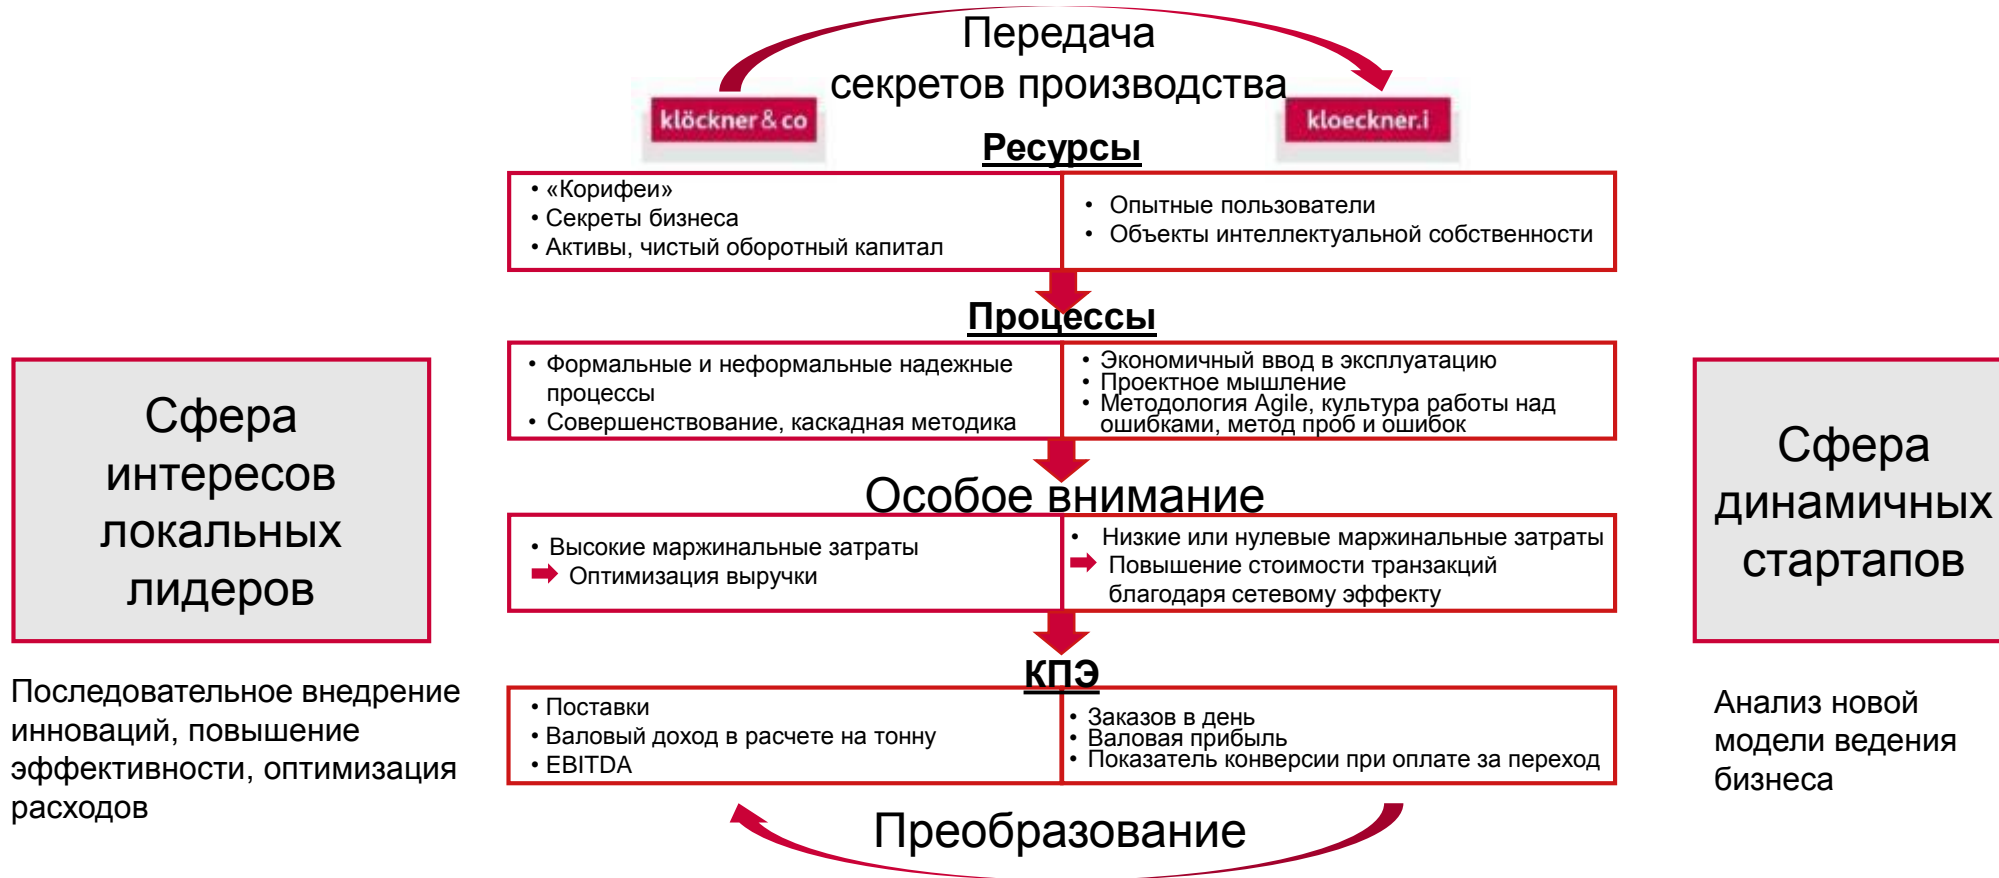 Передача
секретов производства
klöckner & co
kloeckner.i
Ресурсы
• «Корифеи»
• Секреты бизнеса
• Активы, чистый оборотный капитал
• Опытные пользователи
• Объекты интеллектуальной собственности
Процессы
• Формальные и неформальные надежные
процессы
• Совершенствование, каскадная методика
• Экономичный ввод в эксплуатацию
• Проектное мышление
• Методология Agile, культура работы над
ошибками, метод проб и ошибок
Особое внимание
• Высокие маржинальные затраты
Оптимизация выручки
• Низкие или нулевые маржинальные затраты
Повышение стоимости транзакций
благодаря сетевому эффекту
КПЭ
• Поставки
• Валовый доход в расчете на тонну
• EBITDA
• Заказов в день
• Валовая прибыль
• Показатель конверсии при оплате за переход
Преобразование
Сфера
интересов
локальных
лидеров
Последовательное внедрение
инноваций, повышение
эффективности, оптимизация
расходов
Сфера
динамичных
стартапов
Анализ новой
модели ведения
бизнеса